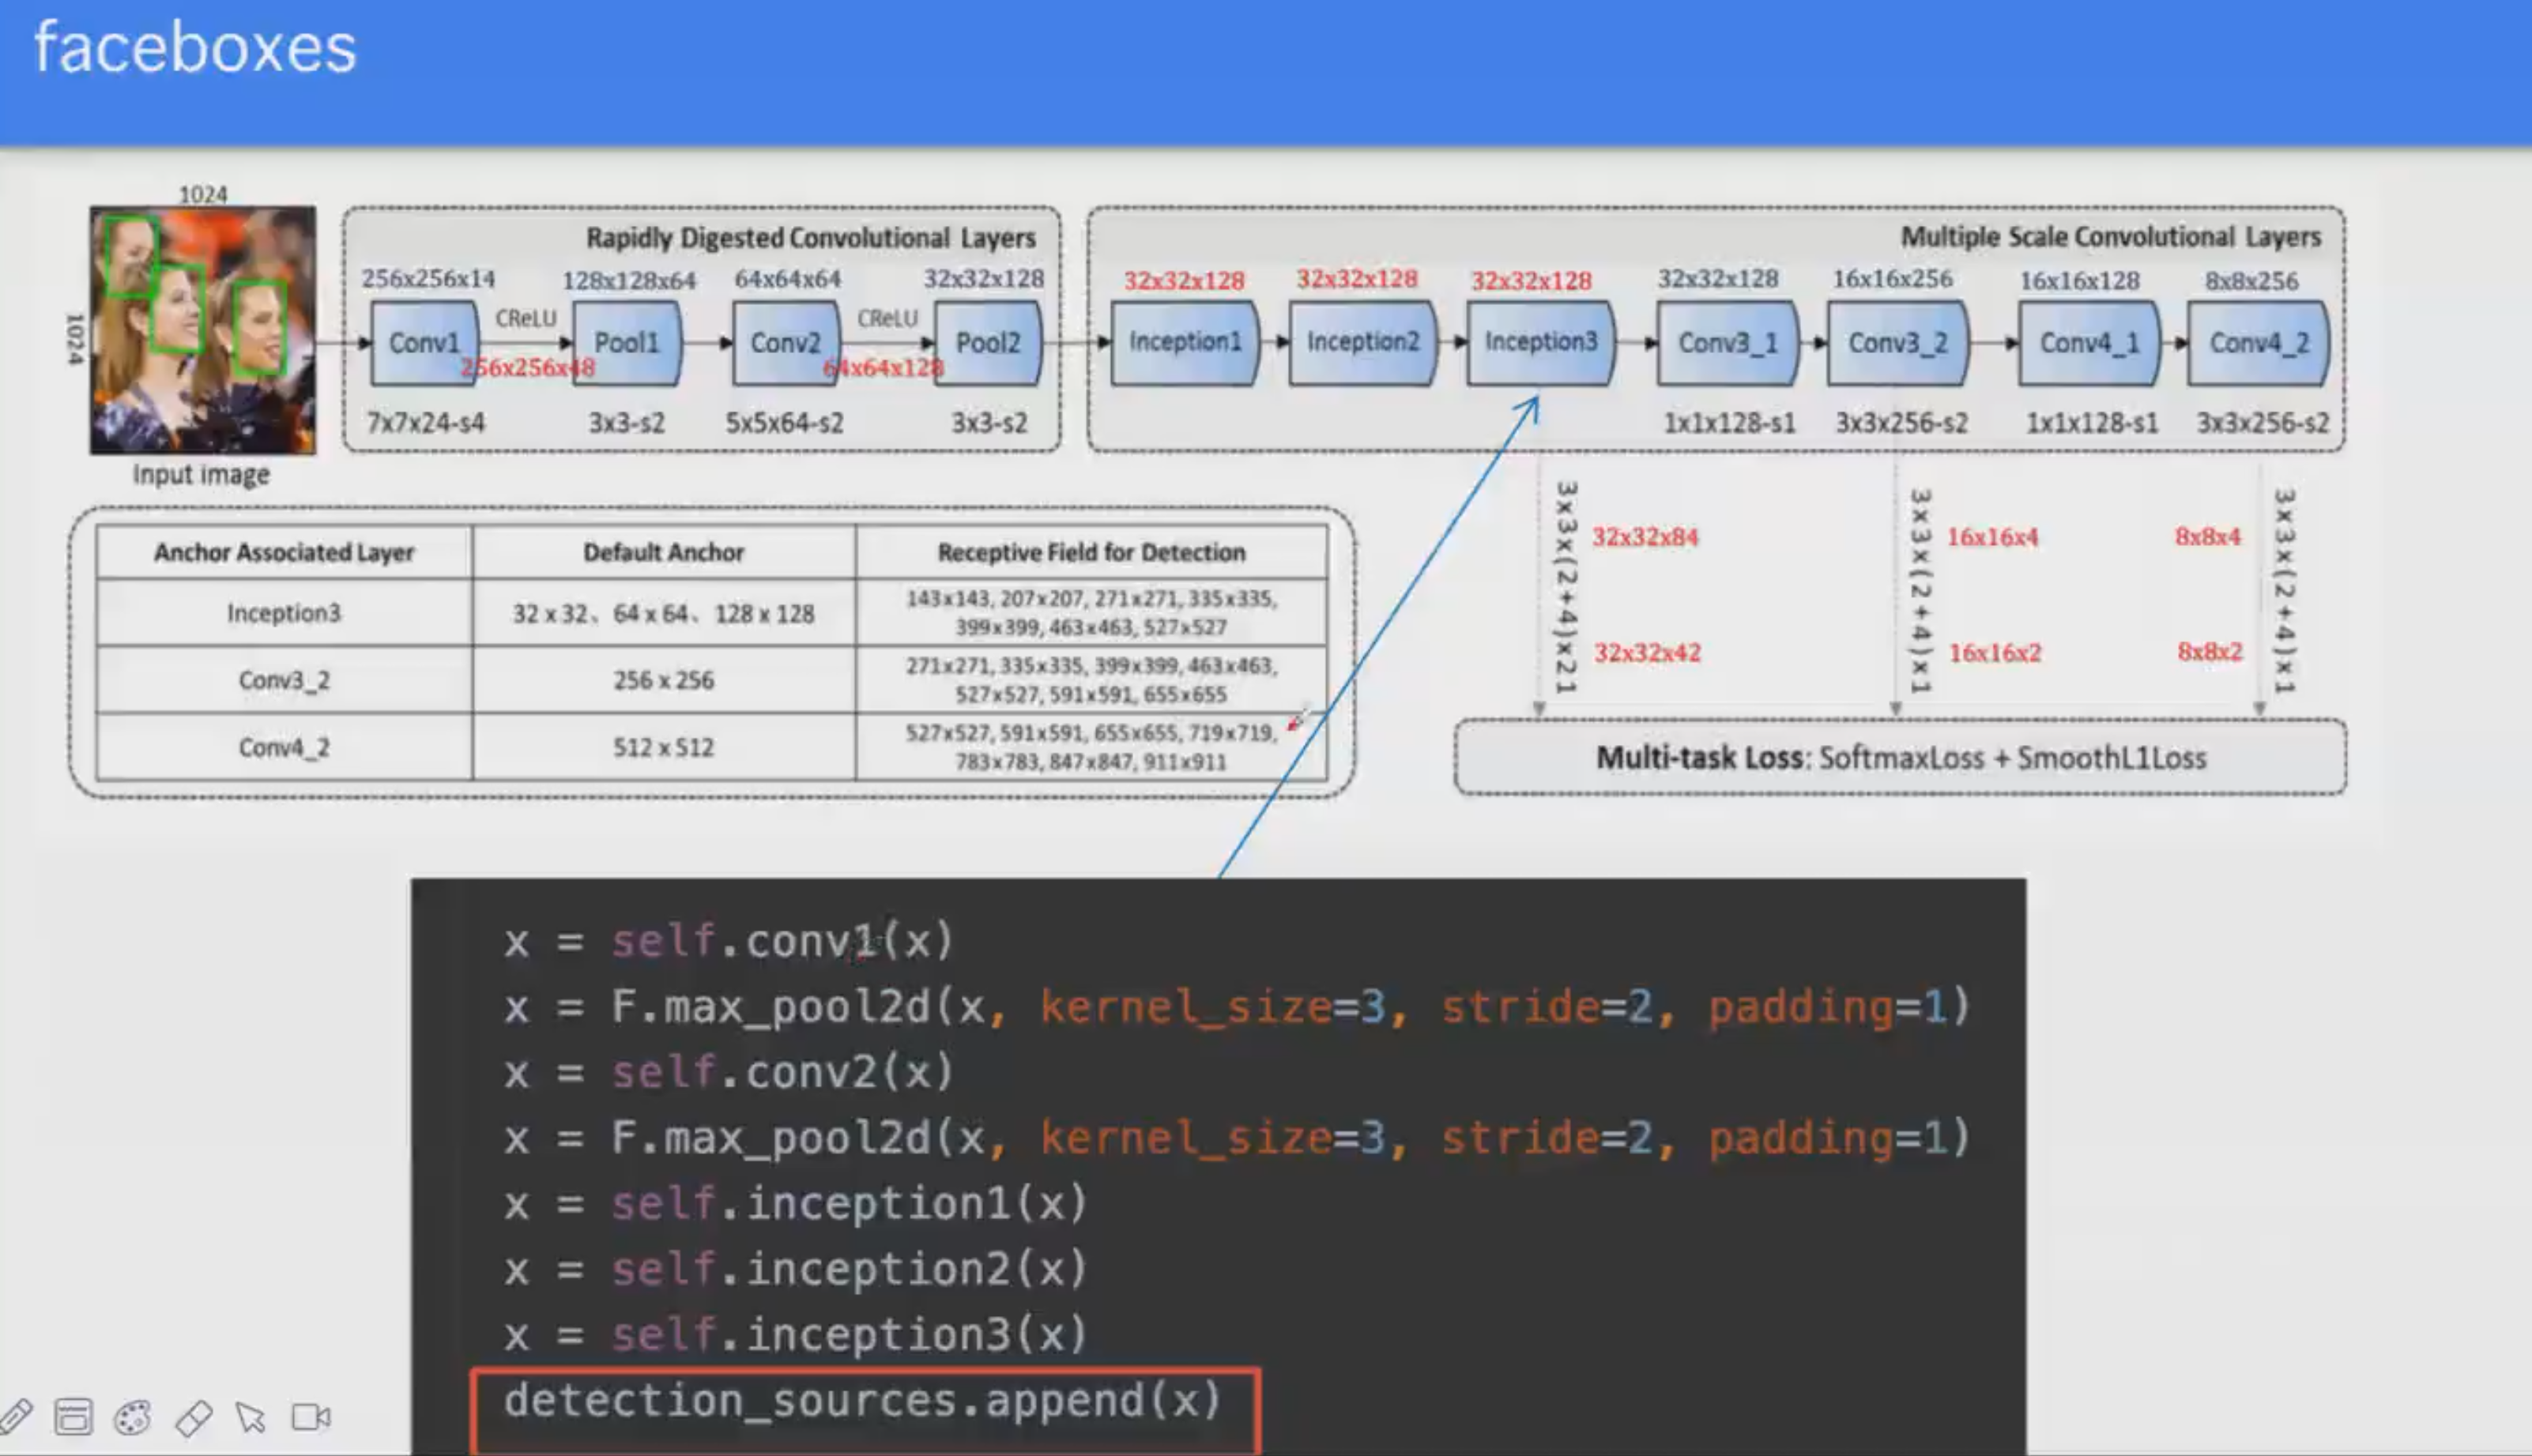 faceboxes
1024
1024
Input image
Rapidly Digested Convolutional Layers
256x256x14
128x128x64
64x64x64
32x32x128
Conv1
CReLU
Pool1
Conv2
CReLU
Pool2
256x256x48
64x64x128
7x7x24-s4
3x3-s2
5x5x64-s2
3x3-s2
Multiple Scale Convolutional Layers
32x32x128
32x32x128
32x32x128
32x32x128
16x16x256
16x16x128
8x8x256
Inception1
Inception2
Inception3
Conv3_1
Conv3_2
Conv4_1
Conv4_2
1x1x128-s1
3x3x256-s2
1x1x128-s1
3x3x256-s2
Anchor Associated Layer
Default Anchor
Receptive Field for Detection
Inception3
32 x 32、64 x 64、128 x 128
143x143, 207x207, 271x271, 335x335,
399x399, 463x463, 527x527
Conv3_2
256 x 256
271x271, 335x335, 399x399, 463x463,
527x527, 591x591, 655x655
Conv4_2
512 x 512
527x527, 591x591, 655x655, 719x719,
783x783, 847x847, 911x911
3x3x(2+4)x21
32x32x84
32x32x42
3x3x(2+4)x1
16x16x4
16x16x2
8x8x4
8x8x2
3x3x(2+4)x1
Multi-task Loss: SoftmaxLoss + SmoothL1Loss
x = self.conv1(x)
x = F.max_pool2d(x, kernel_size=3, stride=2, padding=1)
x = self.conv2(x)
x = F.max_pool2d(x, kernel_size=3, stride=2, padding=1)
x = self.inception1(x)
x = self.inception2(x)
x = self.inception3(x)
detection_sources.append(x)